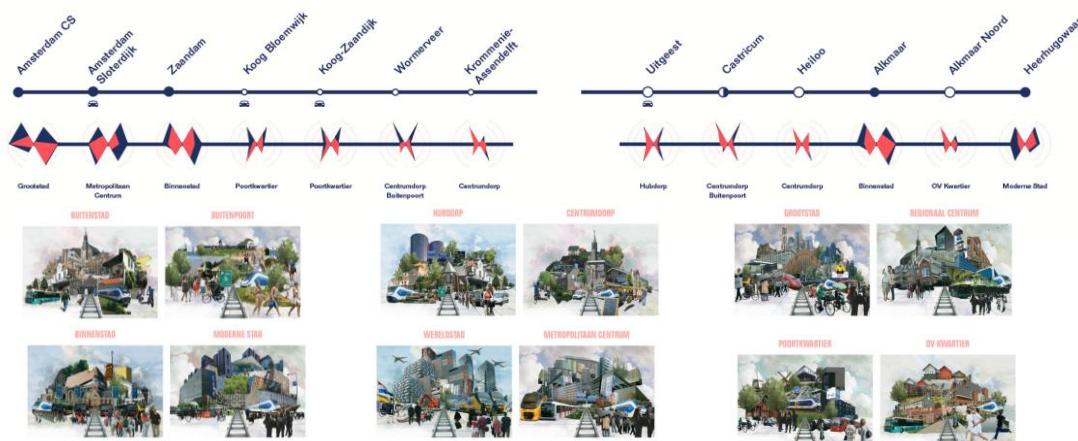 Amsterdam CS
Amsterdam
Sloterdijk
Zaandam
Koog Bloemwijk
Koog-Zaandijk
Wormerveer
Krommenie-
Assendelft
Uitgeest
Castricum
Heiloo
Alkmaar
Alkmaar Noord
Heerhugowaard
Grootstad
Metropolitaan
Centrum
Binnenstad
Poortkwartier
Poortkwartier
Centrumdorp
Buitenpoort
Centrumdorp
Hubdorp
Centrumdorp
Buitenpoort
Centrumdorp
Binnenstad
OV Kwartier
Moderne Stad
BUITENSTAD
BUITENPOORT
HUBDORP
CENTRUMDORP
GROOTSTAD
REGIONAAL CENTRUM
BINNENSTAD
MODERNE STAD
WERELDSTAD
METROPOLITAAN CENTRUM
POORTKWARTIER
OV KWARTIER